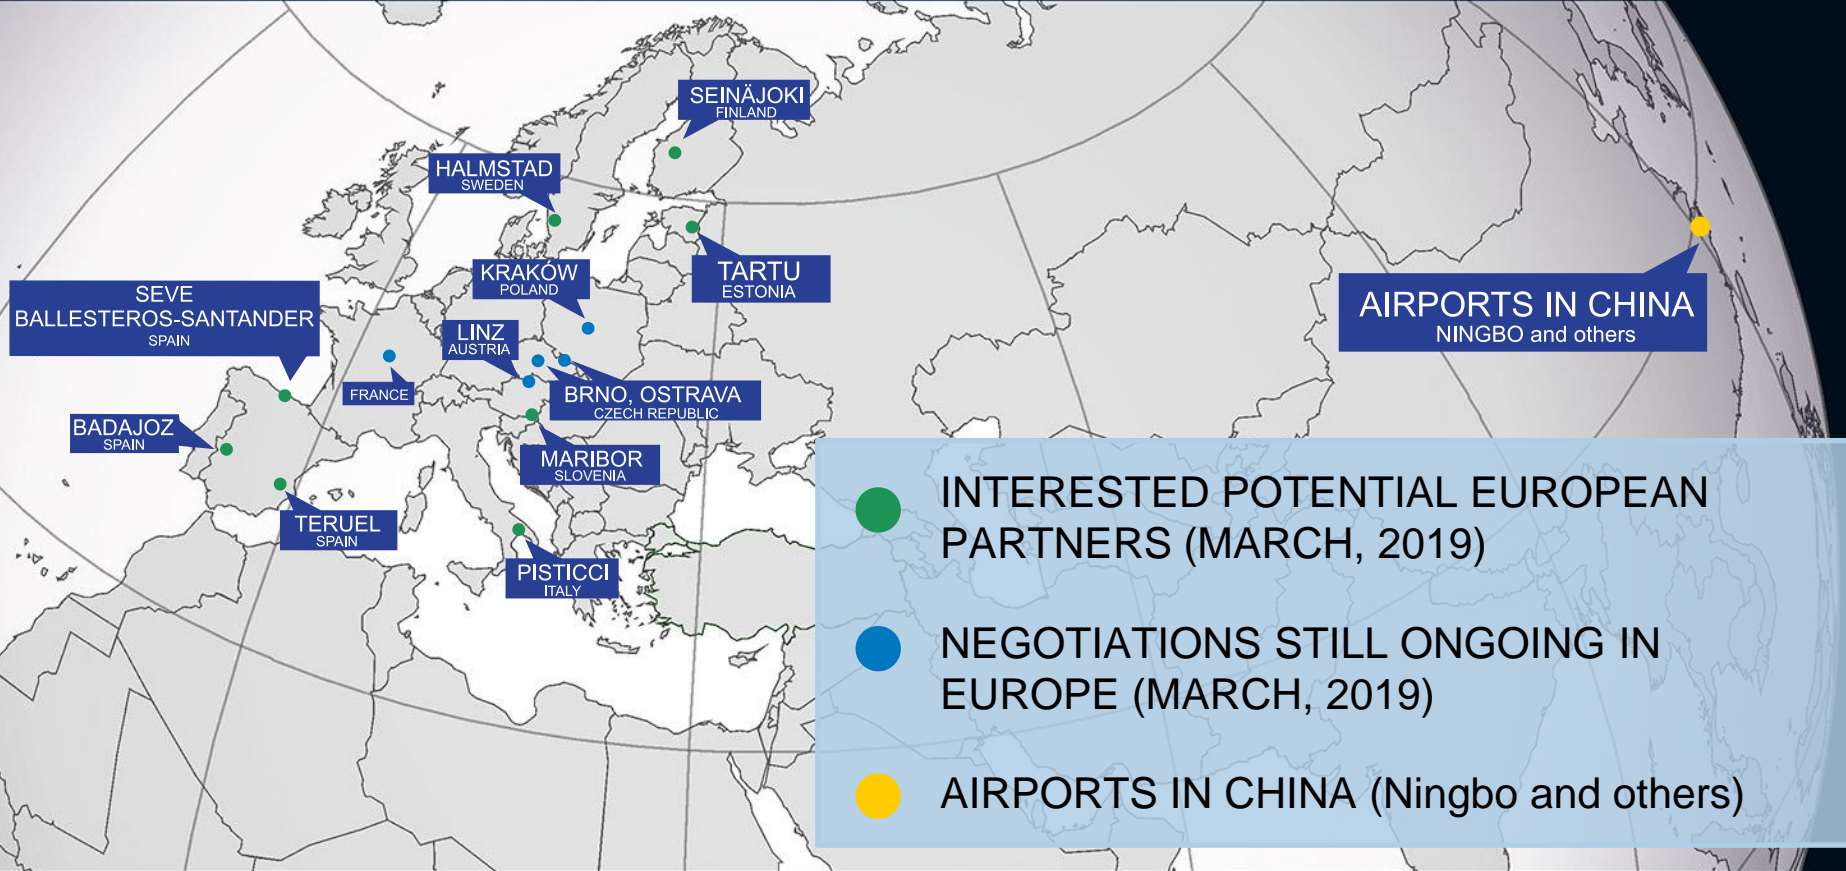 SEINÄJOKI
FINLAND
HALMSTAD
SWEDEN
KRAKÓW
POLAND
TARTU
ESTONIA
SEVE
BALLESTEROS-SANTANDER
SPAIN
LINZ
AUSTRIA
AIRPORTS IN CHINA
NINGBO and others
FRANCE
BRNO, OSTRAVA
CZECH REPUBLIC
BADAJOZ
SPAIN
MARIBOR
SLOVENIA
TERUEL
SPAIN
PISTICCI
ITALY
INTERESTED POTENTIAL EUROPEAN
PARTNERS (MARCH, 2019)
NEGOTIATIONS STILL ONGOING IN
EUROPE (MARCH, 2019)
AIRPORTS IN CHINA (Ningbo and others)